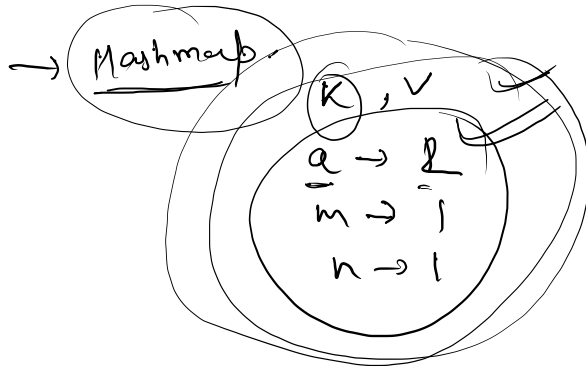 → Hashmap.
K, V
a → 2
m → 1
n → 1